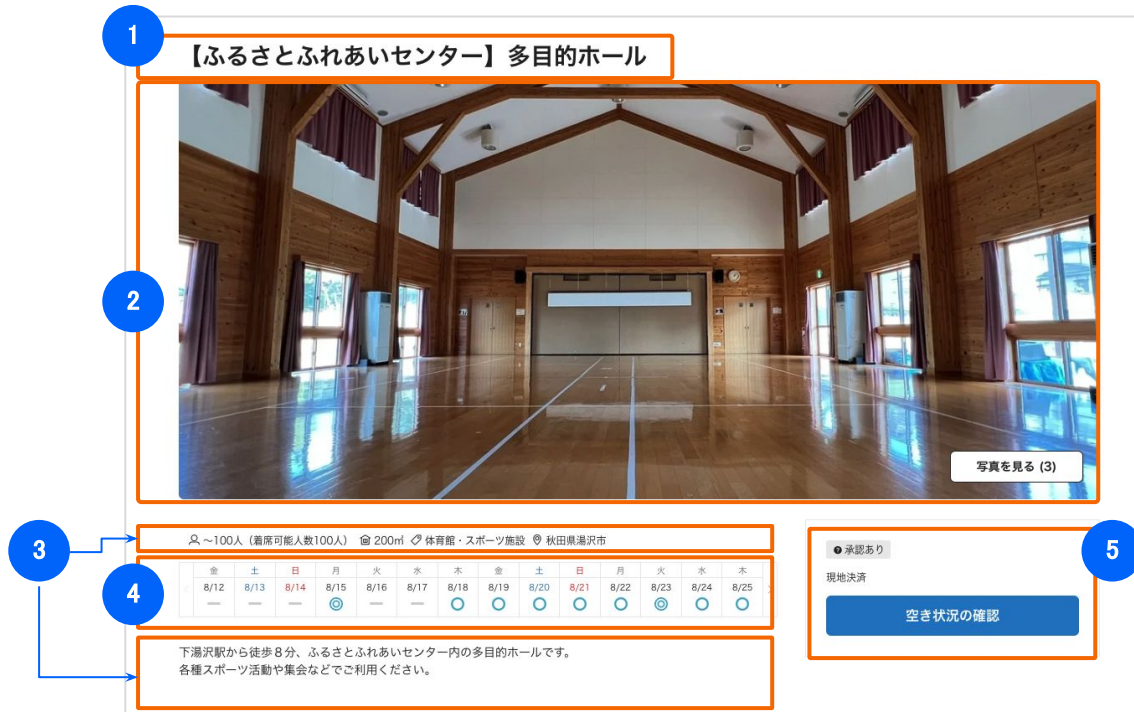 1
【ふるさとふれあいセンター】多目的ホール
2
写真を見る (3)
3
～100人（着席可能人数100人） 200㎡ 体育館・スポーツ施設 秋田県湯沢市
4
金 土 日 月 火 水 木 金 土 日 月 火 水 木
8/12 8/13 8/14 8/15 8/16 8/17 8/18 8/19 8/20 8/21 8/22 8/23 8/24 8/25
下湯沢駅から徒歩８分、ふるさとふれあいセンター内の多目的ホールです。
各種スポーツ活動や集会などでご利用ください。
5
承認あり
現地決済
空き状況の確認